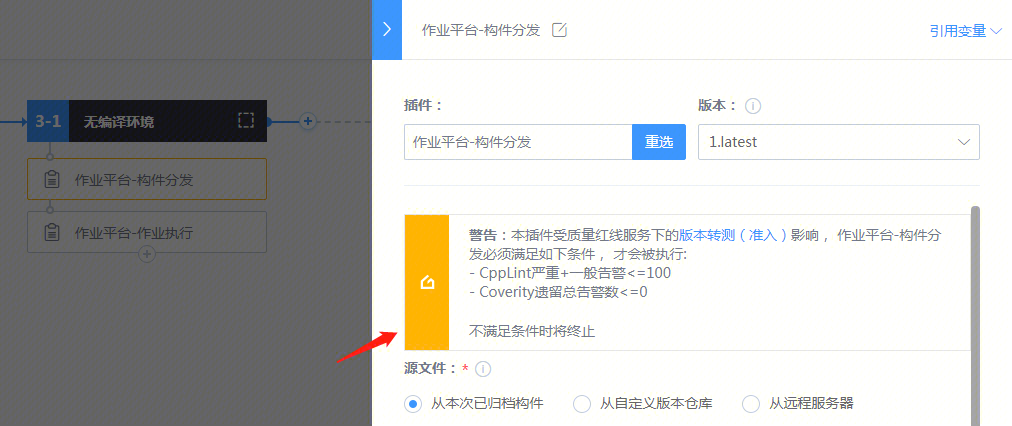 作业平台-构件分发
引用变量
3-1 无编译环境
作业平台-构件分发
作业平台-作业执行
插件：
版本：
作业平台-构件分发 重选
1.latest
警告：本插件受质量红线服务下的版本转测（准入）影响，作业平台-构件分
发必须满足如下条件，才会被执行:
- CppLint严重+一般告警<=100
- Coverity遗留总告警数<=0
不满足条件时将终止
源文件：*
从本次已归档构件 从自定义版本仓库 从远程服务器